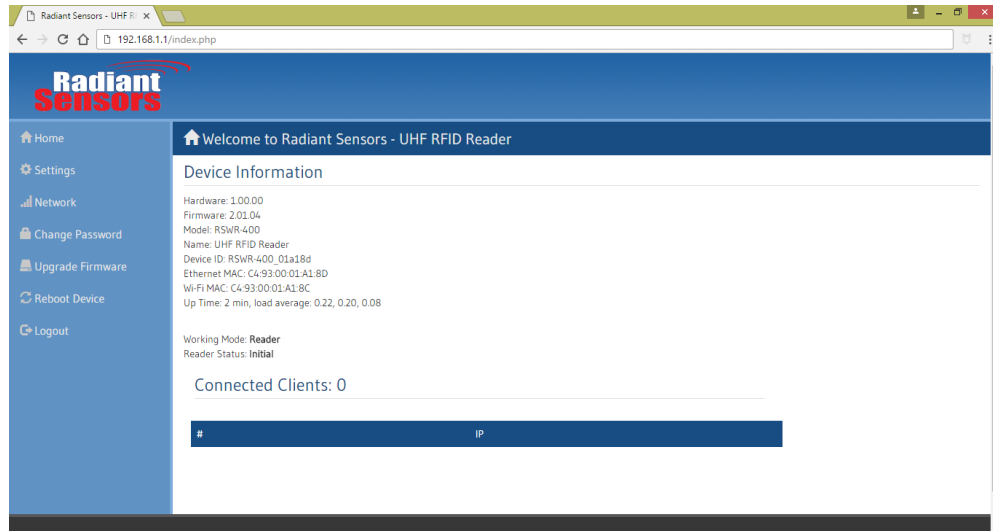 Radiant Sensors - UHF R
192.168.1.1/index.php
Radiant
Sensors
Home
Settings
Network
Change Password
Upgrade Firmware
Reboot Device
Logout
Welcome to Radiant Sensors - UHF RFID Reader
Device Information
Hardware: 1.00.00
Firmware: 2.01.04
Model: RSWR-400
Name: UHF RFID Reader
Device ID: RSWR-400_01a18d
Ethernet MAC: C4:93:00:01:A1:8D
Wi-Fi MAC: C4:93:00:01:A1:8C
Up Time: 2 min, load average: 0.22, 0.20, 0.08
Working Mode: Reader
Reader Status: Initial
Connected Clients: 0
# IP